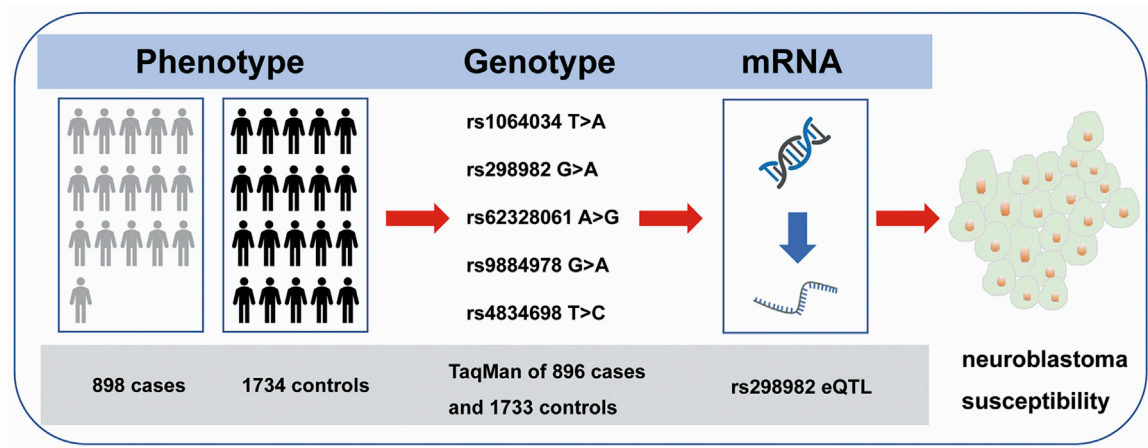 Phenotype
Genotype
mRNA
rs1064034 T>A
rs298982 G>A
rs62328061 A>G
rs9884978 G>A
rs4834698 T>C
898 cases
1734 controls
TaqMan of 896 cases
and 1733 controls
rs298982 eQTL
neuroblastoma
susceptibility